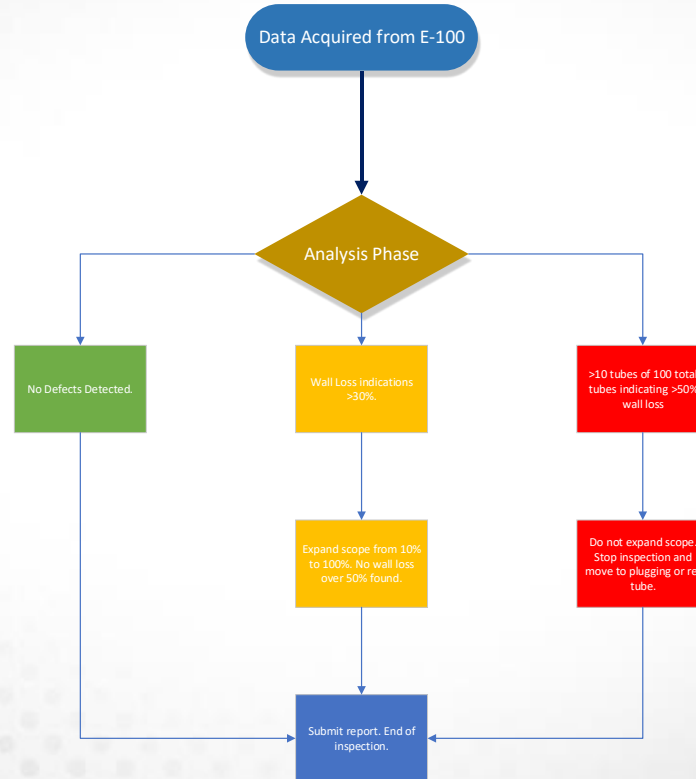 Data Acquired from E-100
Analysis Phase
No Defects Detected.
Wall Loss indications
>30%.
>10 tubes of 100 total
tubes indicating >50%
wall loss
Expand scope from 10%
to 100%. No wall loss
over 50% found.
Do not expand scope.
Stop inspection and
move to plugging or re
tube.
Submit report. End of
inspection.